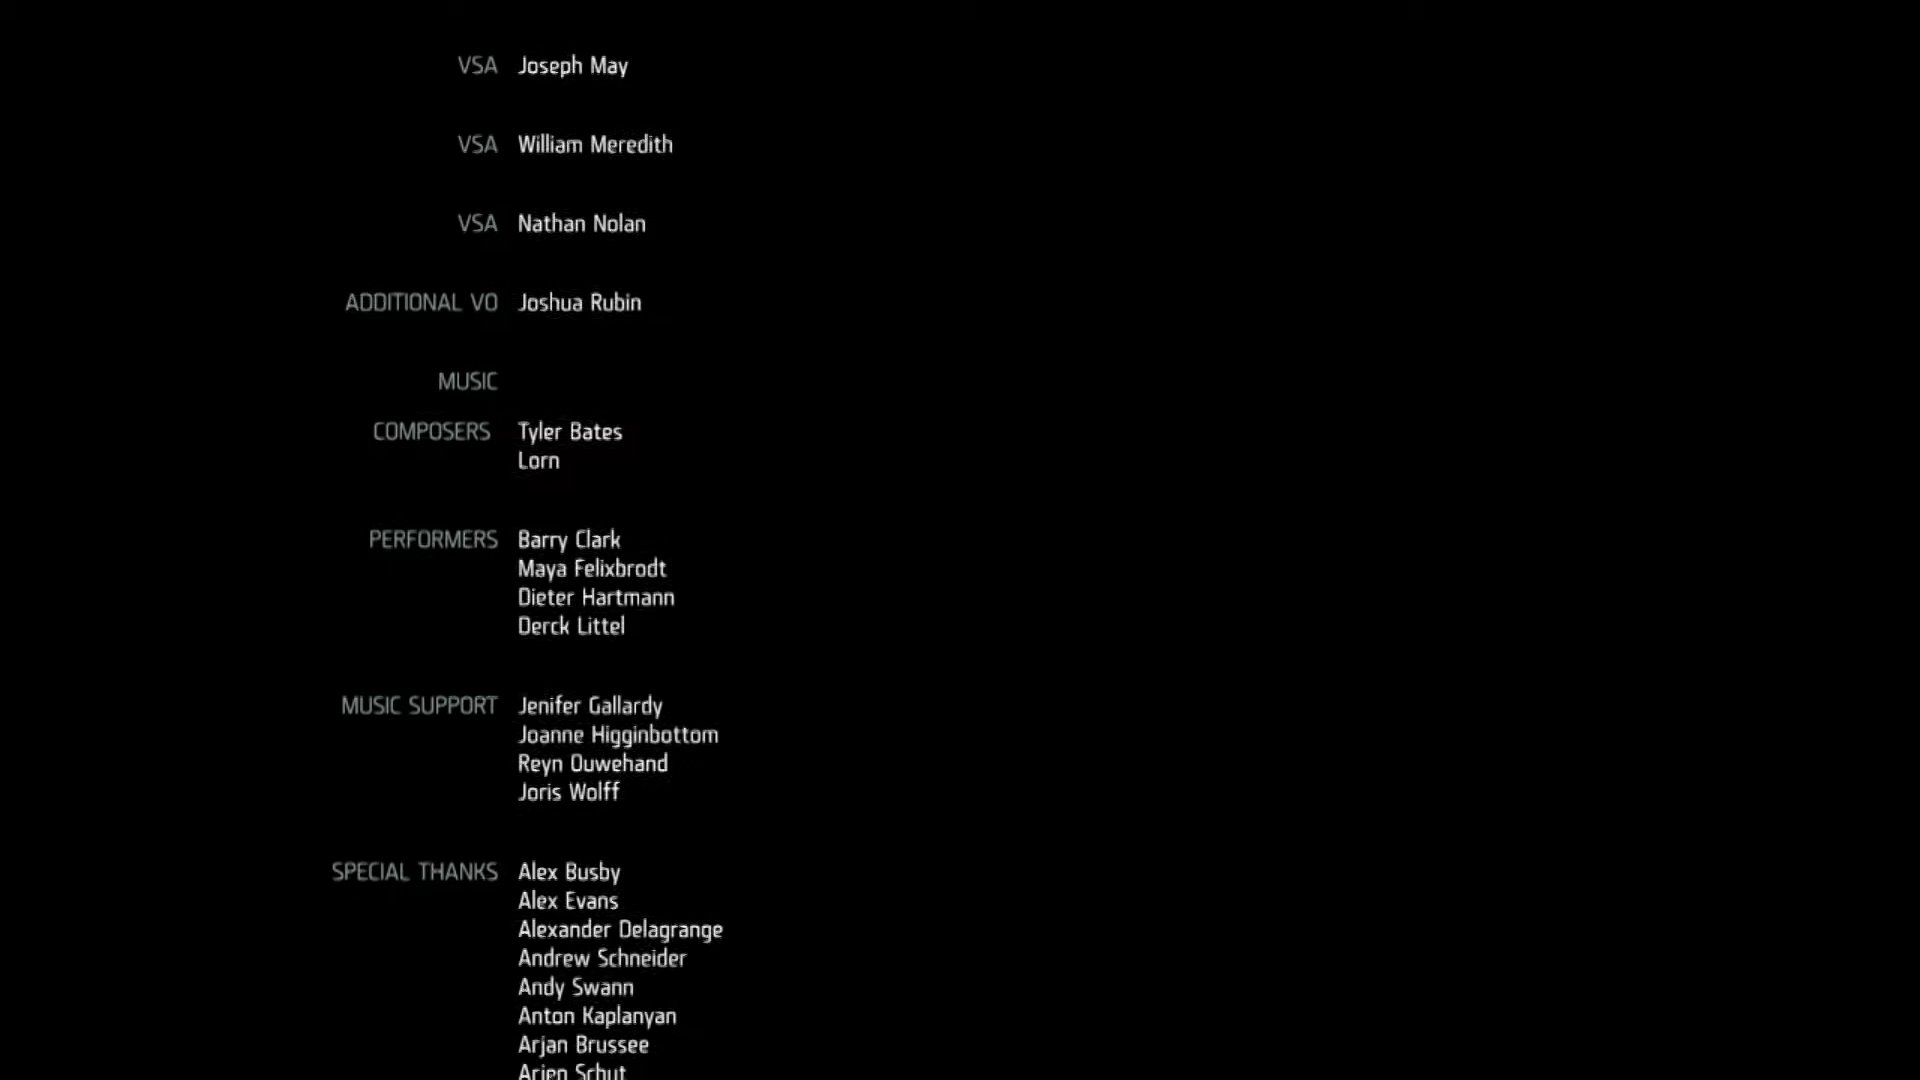 VSA Joseph May
VSA William Meredith
VSA Nathan Nolan
ADDITIONAL VO Joshua Rubin
MUSIC
COMPOSERS Tyler Bates
Lorn
PERFORMERS Barry Clark
Maya Felixbrodt
Dieter Hartmann
Derck Littel
MUSIC SUPPORT Jenifer Gallardy
Joanne Higginbottom
Reyn Ouwehand
Joris Wolff
SPECIAL THANKS Alex Busby
Alex Evans
Alexander Delagrange
Andrew Schneider
Andy Swann
Anton Kaplanyan
Arjan Brussee
Arjen Schut